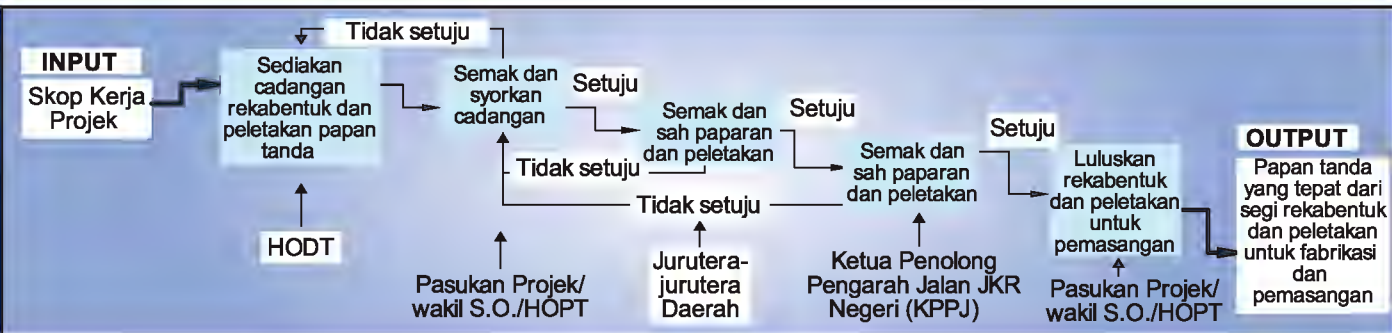 INPUT
Skop Kerja
Projek
Tidak setuju
Sediakan
cadangan
rekabentuk dan
peletakan papan
tanda
HODT
Semak dan
syorkan
cadangan
Setuju
Pasukan Projek/
wakil S.O./HOPT
Semak dan
sah paparan
dan peletakan
Tidak setuju
Setuju
Tidak setuju
Jurutera-
jurutera
Daerah
Semak dan
sah paparan
dan peletakan
Setuju
Ketua Penolong
Pengarah Jalan JKR
Negeri (KPPJ)
Luluskan
rekabentuk
dan peletakan
untuk
pemasangan
Pasukan Projek/
wakil S.O./HOPT
OUTPUT
Papan tanda
yang tepat dari
segi rekabentuk
dan peletakan
untuk fabrikasi
dan
pemasangan